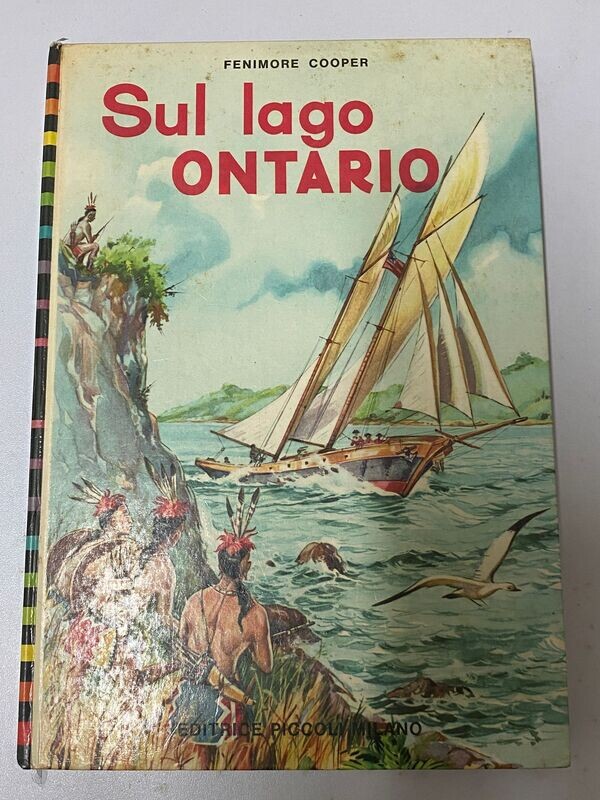 FENIMORE COOPER
Sul lago
ONTARIO
EDITRICE PICCOLI MILANO